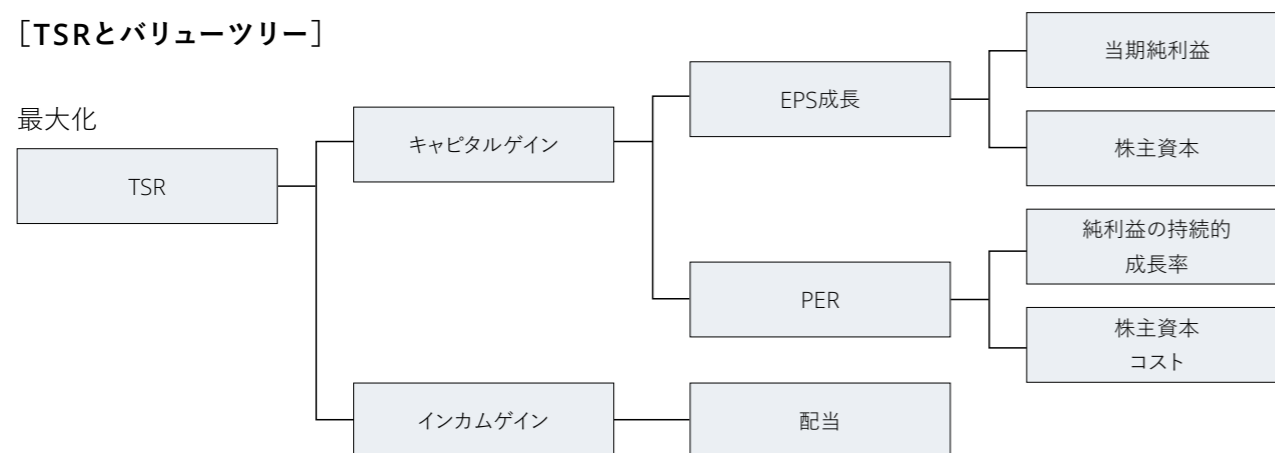 ［TSRとバリューツリー］
最大化
TSR
キャピタルゲイン
インカムゲイン
EPS成長
PER
配当
当期純利益
株主資本
純利益の持続的
成長率
株主資本
コスト